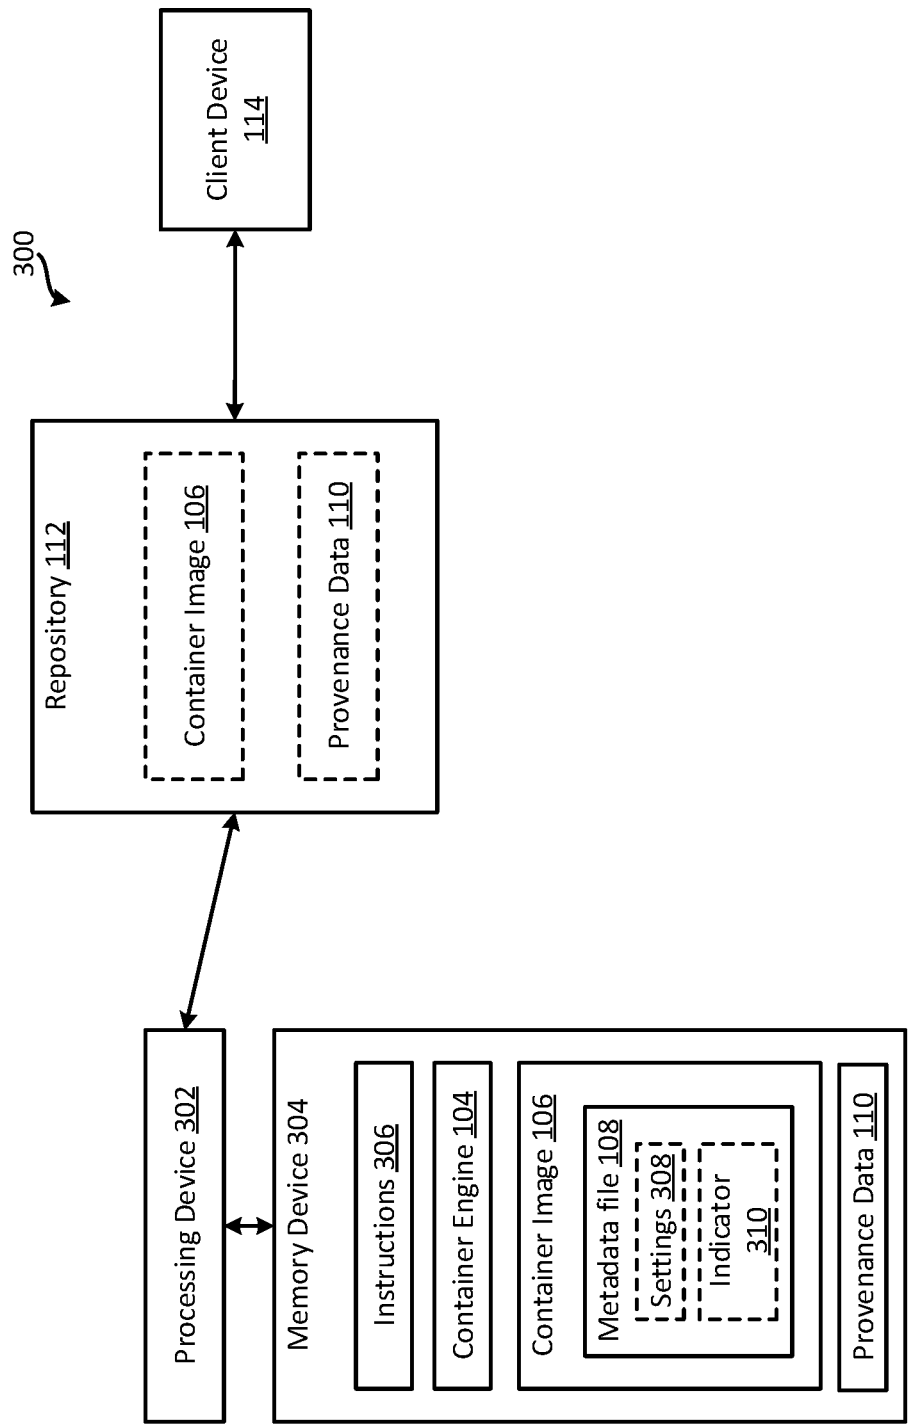 300
Processing Device 302
Memory Device 304
Instructions 306
Container Engine 104
Container Image 106
Metadata file 108
Settings 308
Indicator
310
Provenance Data 110
Repository 112
Container Image 106
Provenance Data 110
Client Device
114